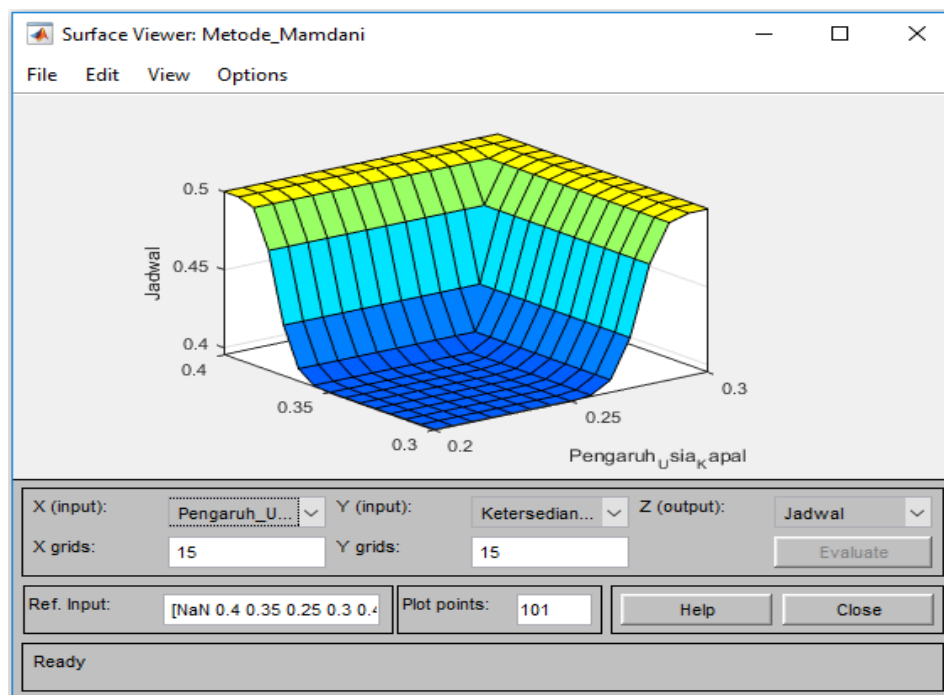 Surface Viewer: Metode_Mamdani
File Edit View Options
0.5
0.45
0.4
Jadwal
0.4
0.35
0.3
0.2
0.25
0.3
Pengaruh_Usia_Kapal
X (input): Pengaruh_U... Y (input): Ketersedian... Z (output): Jadwal
X grids: 15 Y grids: 15 Evaluate
Ref. Input: [NaN 0.4 0.35 0.25 0.3 0.4 Plot points: 101 Help Close
Ready